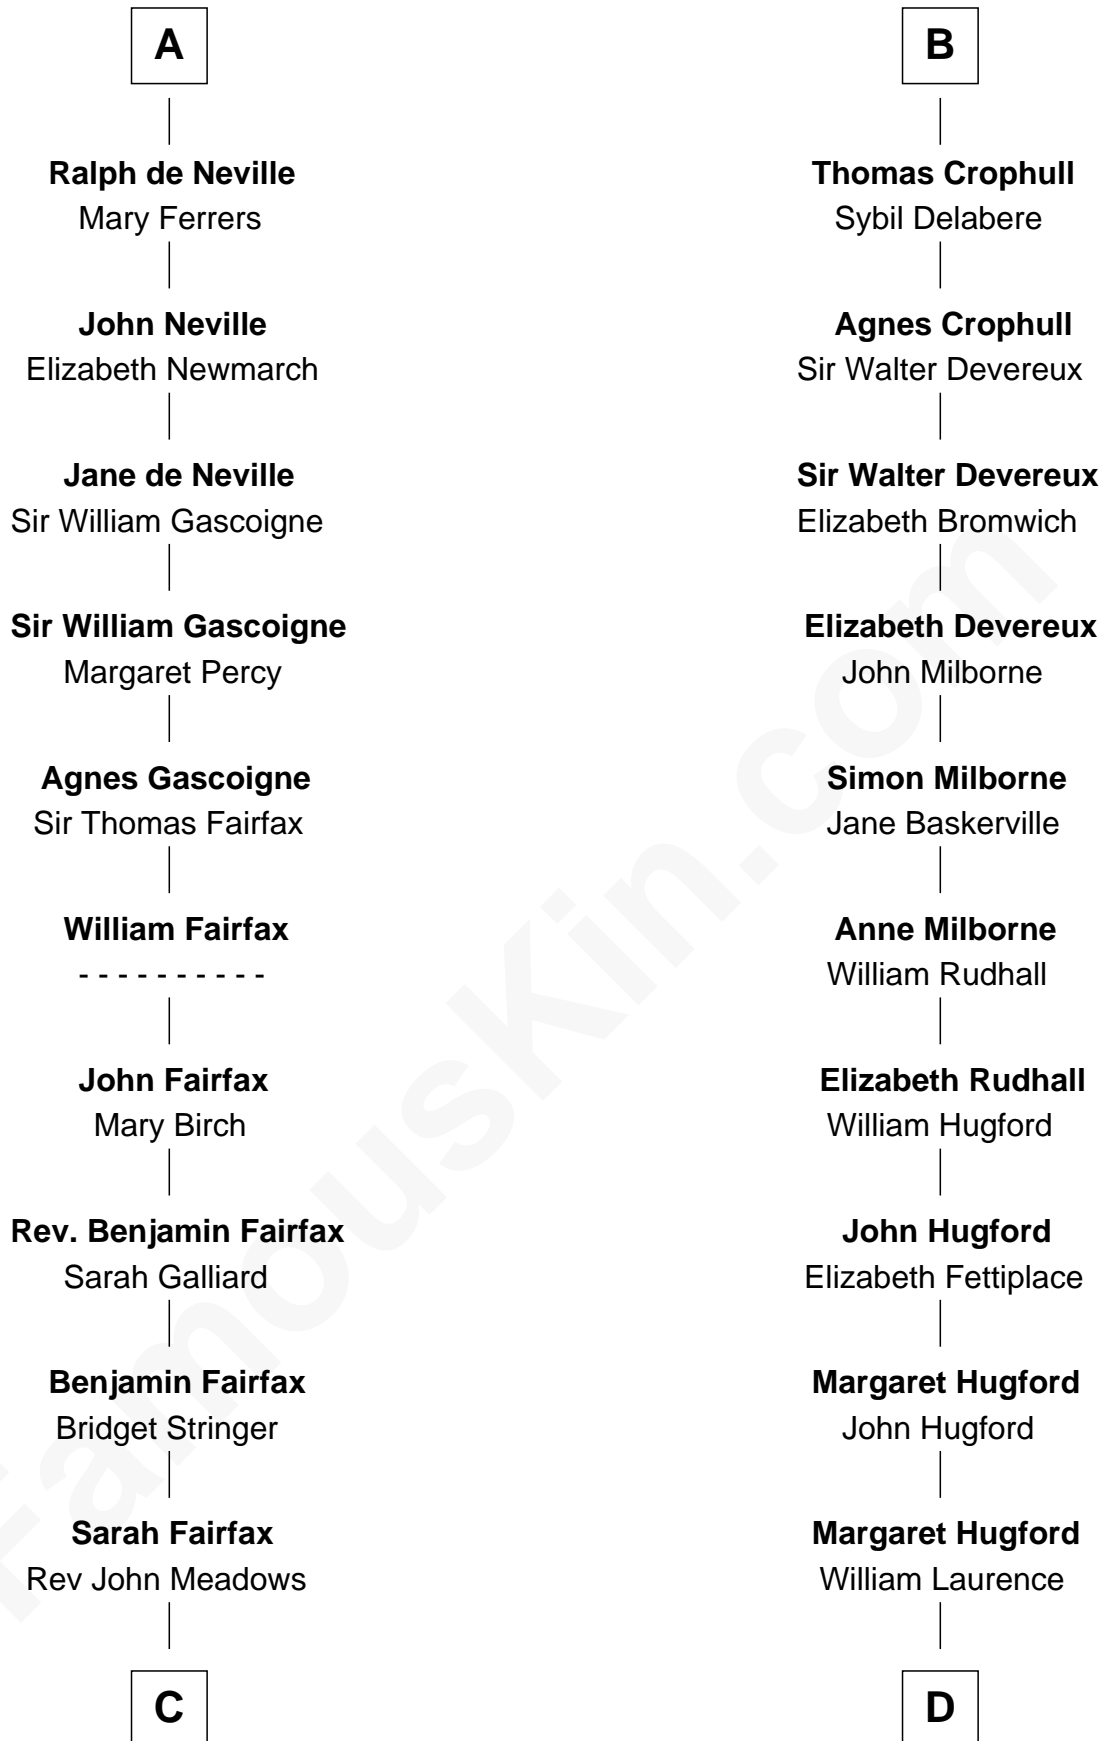 A
Ralph de Neville
Mary Ferrers
John Neville
Elizabeth Newmarch
Jane de Neville
Sir William Gascoigne
Sir William Gascoigne
Margaret Percy
Agnes Gascoigne
Sir Thomas Fairfax
William Fairfax
- - - - - - - - - -
John Fairfax
Mary Birch
Rev. Benjamin Fairfax
Sarah Galliard
Benjamin Fairfax
Bridget Stringer
Sarah Fairfax
Rev John Meadows
C
B
Thomas Crophull
Sybil Delabere
Agnes Crophull
Sir Walter Devereux
Sir Walter Devereux
Elizabeth Bromwich
Elizabeth Devereux
John Milborne
Simon Milborne
Jane Baskerville
Anne Milborne
William Rudhall
Elizabeth Rudhall
William Hugford
John Hugford
Elizabeth Fettiplace
Margaret Hugford
John Hugford
Margaret Hugford
William Laurence
D
FamousKin.com